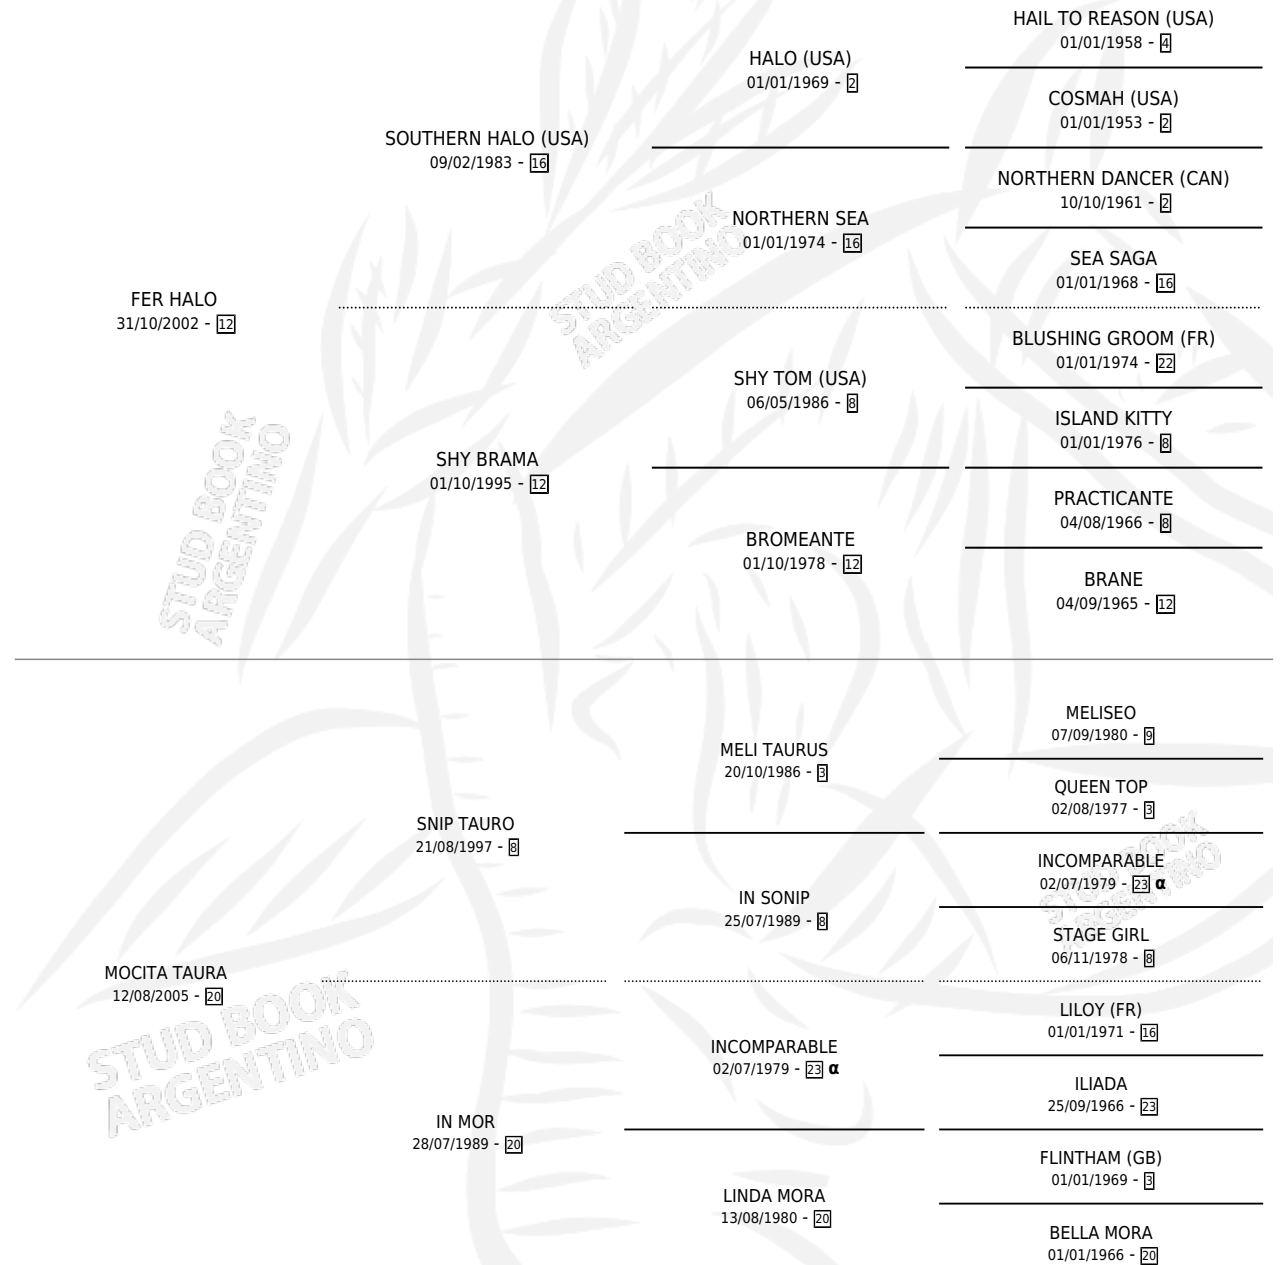 HAIL TO REASON (USA)
01/01/1958 - 4
HALO (USA)
01/01/1969 - 2
COSMAH (USA)
01/01/1953 - 2
SOUTHERN HALO (USA)
09/02/1983 - 16
NORTHERN DANCER (CAN)
10/10/1961 - 2
NORTHERN SEA
01/01/1974 - 16
SEA SAGA
01/01/1968 - 16
FER HALO
31/10/2002 - 12
BLUSHING GROOM (FR)
01/01/1974 - 22
SHY TOM (USA)
06/05/1986 - 8
ISLAND KITTY
01/01/1976 - 8
SHY BRAMA
01/10/1995 - 12
PRACTICANTE
04/08/1966 - 8
BROMEANTE
01/10/1978 - 12
BRANE
04/09/1965 - 12
MELISEO
07/09/1980 - 9
MELI TAURUS
20/10/1986 - 3
QUEEN TOP
02/08/1977 - 3
SNIP TAURO
21/08/1997 - 8
INCOMPARABLE
02/07/1979 - 23 α
IN SONIP
25/07/1989 - 8
STAGE GIRL
06/11/1978 - 8
MOCITA TAURA
12/08/2005 - 20
LILOY (FR)
01/01/1971 - 16
INCOMPARABLE
02/07/1979 - 23 α
ILIADA
25/09/1966 - 23
IN MOR
28/07/1989 - 20
FLINTHAM (GB)
01/01/1969 - 3
LINDA MORA
13/08/1980 - 20
BELLA MORA
01/01/1966 - 20
STUD BOOK
ARGENTINO
STUD BOOK
ARGENTINO
STUD BOOK
ARGENTINO
STUD BOOK
ARGENTINO